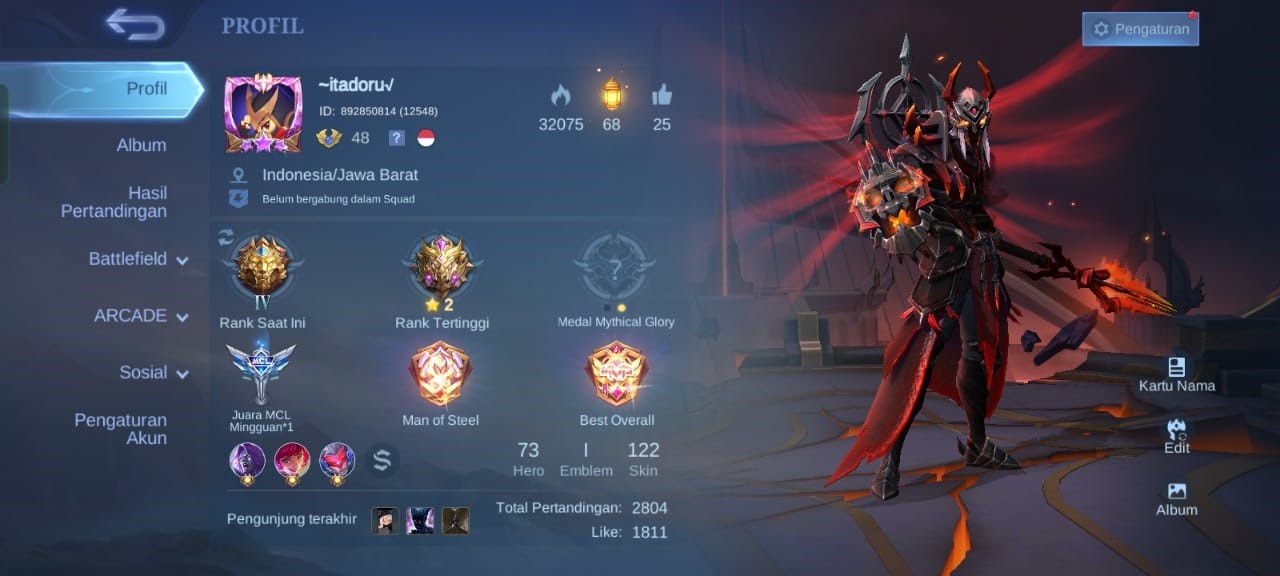 PROFIL
Pengaturan
Profil
Album
Hasil
Pertandingan
Battlefield
ARCADE
Sosial
Pengaturan
Akun
~itadoru√
ID: 892850814 (12548)
48
?
32075
68
25
Indonesia/Jawa Barat
Belum bergabung dalam Squad
IV
Rank Saat Ini
2
Rank Tertinggi
?
Medal Mythical Glory
MCL
Juara MCL
Mingguan*1
Man of Steel
Best Overall
73
Hero
I
Emblem
122
Skin
Pengunjung terakhir
Total Pertandingan: 2804
Like: 1811
Kartu Nama
Edit
Album